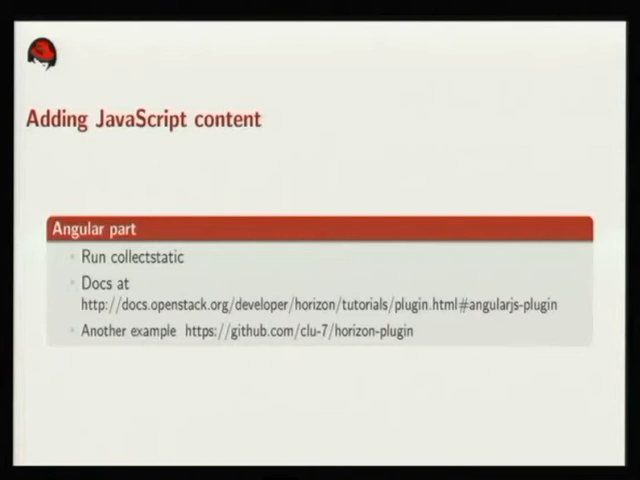 Adding JavaScript content
Angular part
Run collectstatic
Docs at
http://docs.openstack.org/developer/horizon/tutorials/plugin.html#angularjs-plugin
Another example https://github.com/clu-7/horizon-plugin